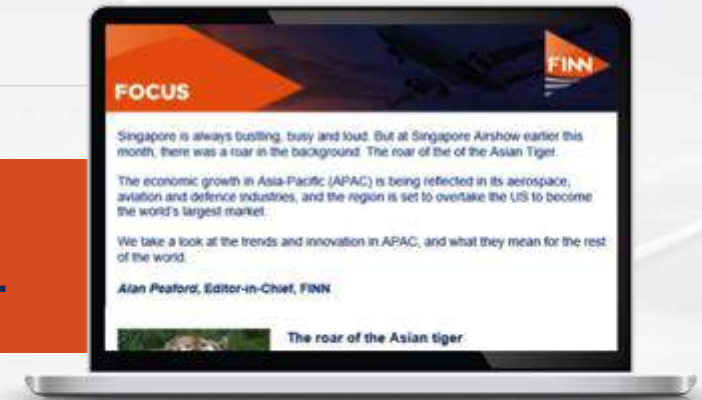 FINN
FOCUS
Singapore is always bustling, busy and loud. But at Singapore Airshow earlier this
month, there was a roar in the background. The roar of the of the Asian Tiger.
The economic growth in Asia-Pacific (APAC) is being reflected in its aerospace,
aviation and defence industries, and the region is set to overtake the US to become
the world's largest market.
We take a look at the trends and innovation in APAC, and what they mean for the rest
of the world.
Alan Peaford, Editor-in-Chief, FINN
The roar of the Asian tiger